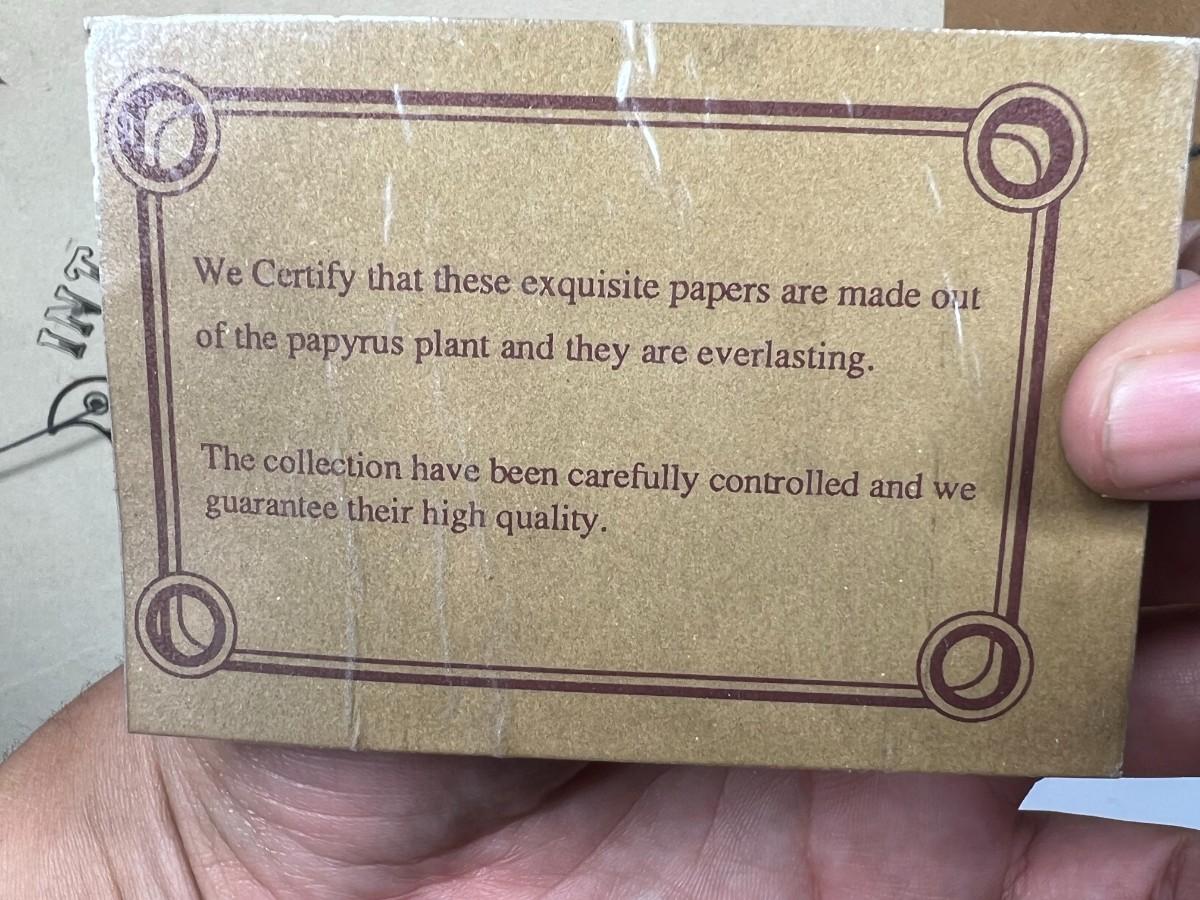 We Certify that these exquisite papers are made out
of the papyrus plant and they are everlasting.
The collection have been carefully controlled and we
guarantee their high quality.
INT